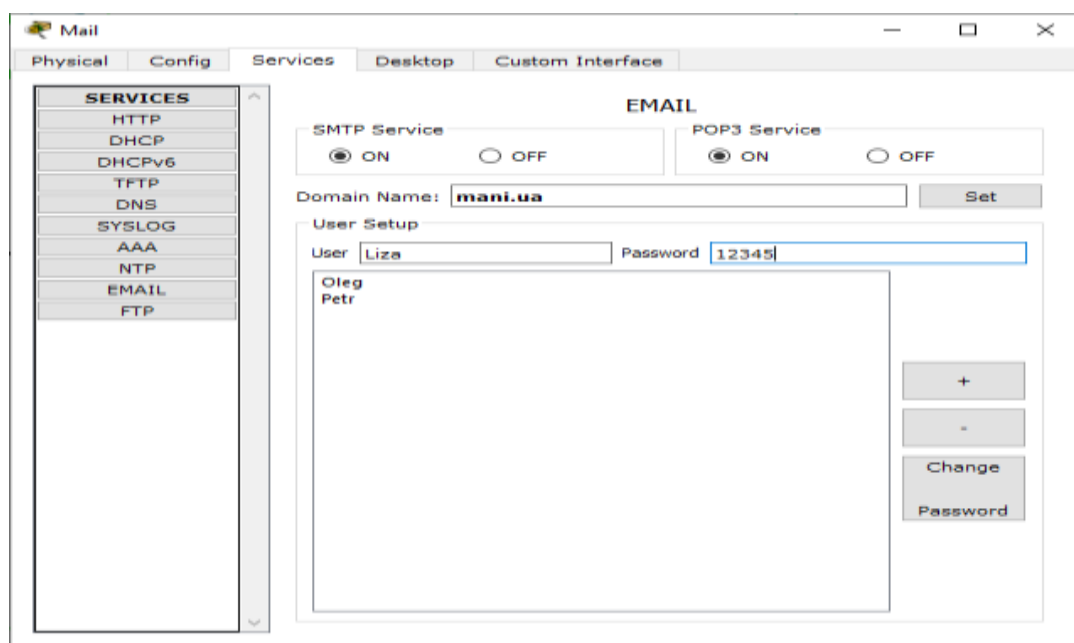 Mail
Physical Config Services Desktop Custom Interface
SERVICES
HTTP
DHCP
DHCPv6
TFTP
DNS
SYSLOG
AAA
NTP
EMAIL
FTP
EMAIL
SMTP Service
ON OFF
POP3 Service
ON OFF
Domain Name: mani.ua Set
User Setup
User Liza Password 12345
Oleg
Petr
+
-
Change
Password